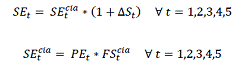 SE_t = SE_t^cia * (1 + ΔS_t) ∀ t = 1,2,3,4,5
SE_t^cia = PE_t * FS_t^cia ∀ t = 1,2,3,4,5